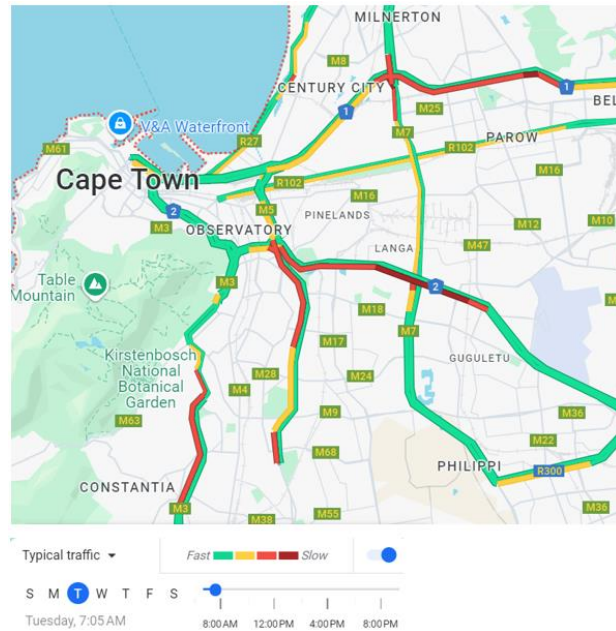 MILNERTON
M8
CENTURY CITY
1
M25
1
BEL
V&A Waterfront
R27
M7
PAROW
M61
R102
M16
Cape Town
R102
M16
2
M5
PINELANDS
M12
M10
M3
OBSERVATORY
LANGA
M47
Table
Mountain
M3
2
M18
M7
Kirstenbosch
National
Botanical
Garden
M17
GUGULETU
M28
M24
M4
M63
M9
M36
M22
M68
PHILIPPI
R300
CONSTANTIA
M36
M3
M55
M38
Typical traffic
Fast Slow
S M T W T F S
Tuesday, 7:05 AM
8:00 AM 12:00 PM 4:00 PM 8:00 PM